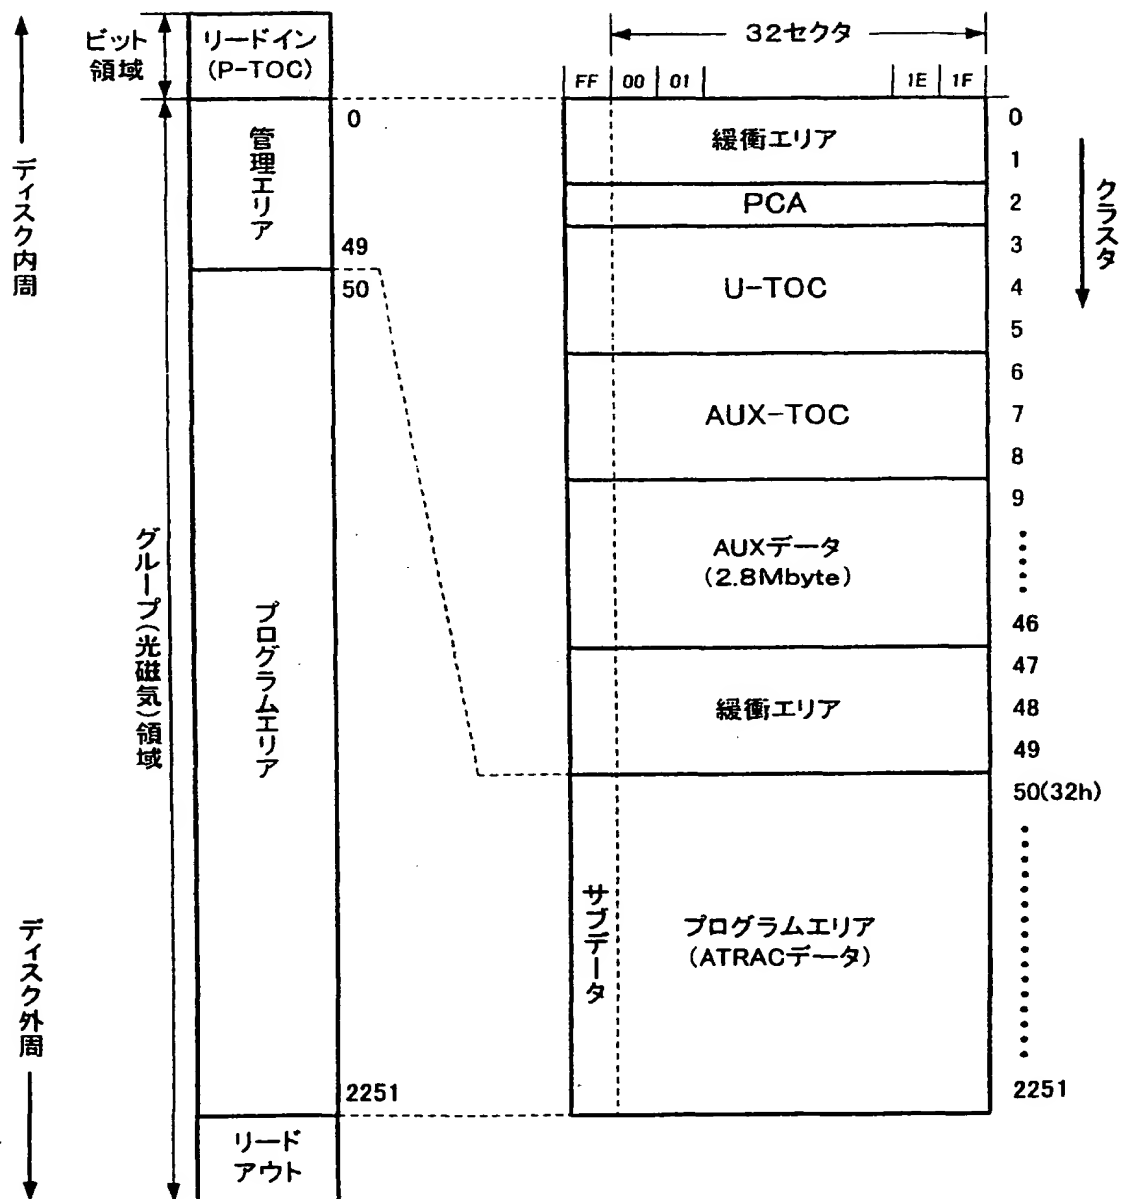 ディスク内周
ディスク外周
ビット
領域
グルーブ(光磁気)領域
リードイン
(P-TOC)
管理エリア
プログラムエリア
リード
アウト
0
49
50
2251
32セクタ
FF
00
01
1E
1F
緩衝エリア
PCA
U-TOC
AUX-TOC
AUXデータ
(2.8Mbyte)
緩衝エリア
サブデータ
プログラムエリア
(ATRACデータ)
0
1
2
3
4
5
6
7
8
9
46
47
48
49
50(32h)
2251
クラスタ